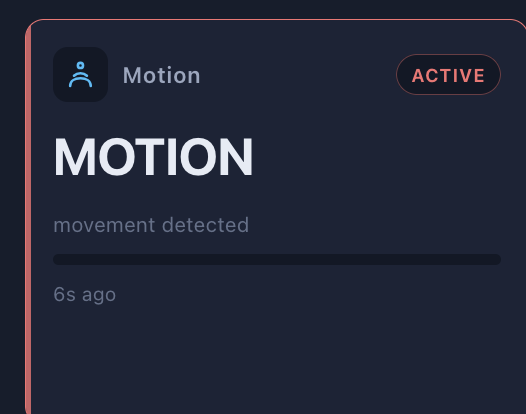 Motion
ACTIVE
MOTION
movement detected
6s ago